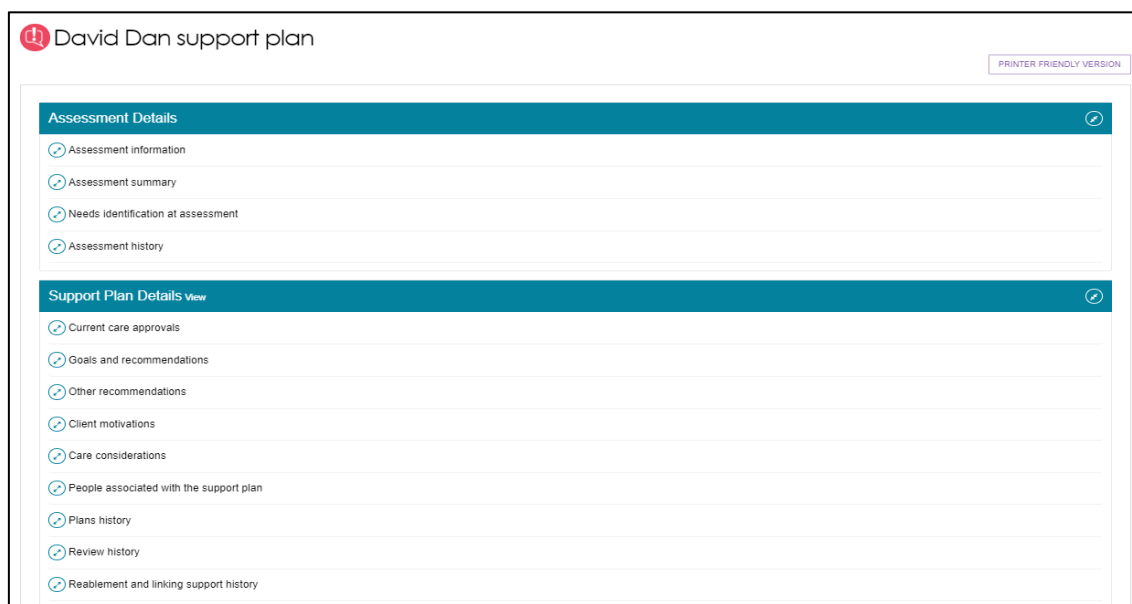 David Dan support plan
PRINTER FRIENDLY VERSION
Assessment Details
Assessment information
Assessment summary
Needs identification at assessment
Assessment history
Support Plan Details View
Current care approvals
Goals and recommendations
Other recommendations
Client motivations
Care considerations
People associated with the support plan
Plans history
Review history
Reablement and linking support history